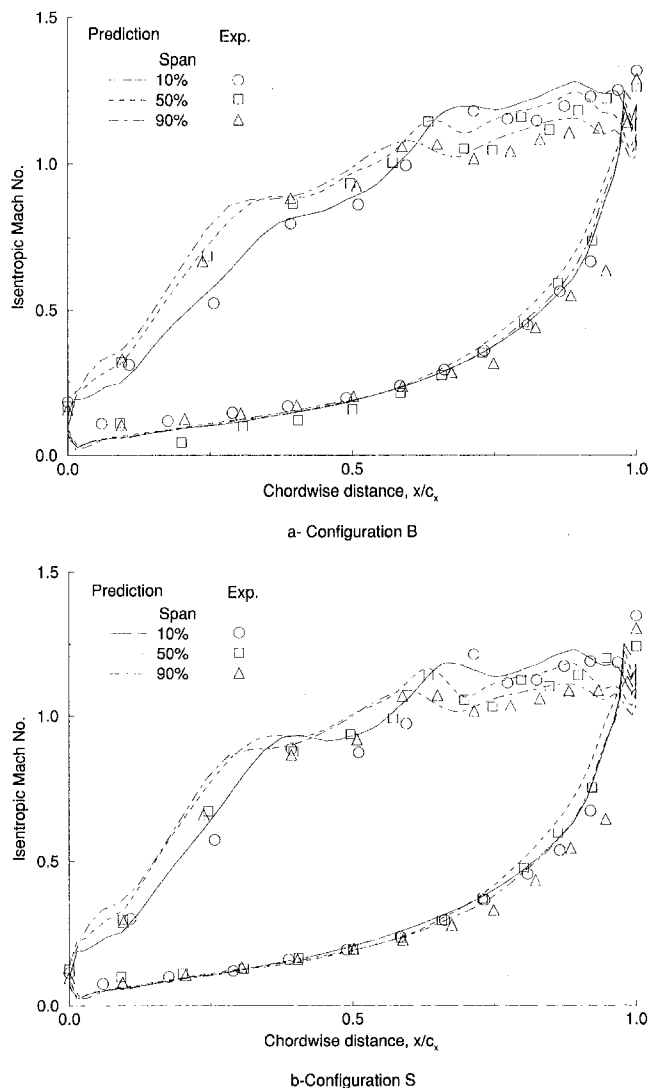 1.5
Prediction Exp.
Span
10%
50%
90%
1.0
Isentropic Mach No.
0.5
0.0
0.0 0.5 1.0
Chordwise distance, x/cₓ
a- Configuration B
1.5
Prediction Exp.
Span
10%
50%
90%
1.0
Isentropic Mach No.
0.5
0.0
0.0 0.5 1.0
Chordwise distance, x/cₓ
b-Configuration S